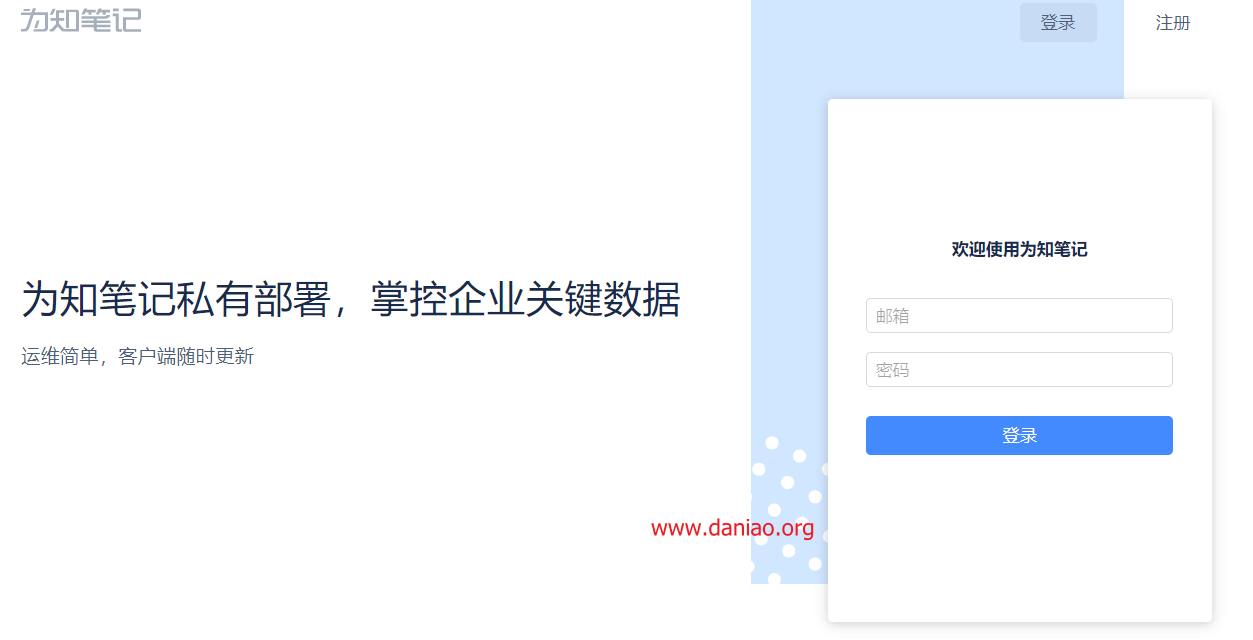 为知笔记
登录
注册
为知笔记私有部署，掌控企业关键数据
运维简单，客户端随时更新
欢迎使用为知笔记
邮箱
密码
登录
www.daniao.org